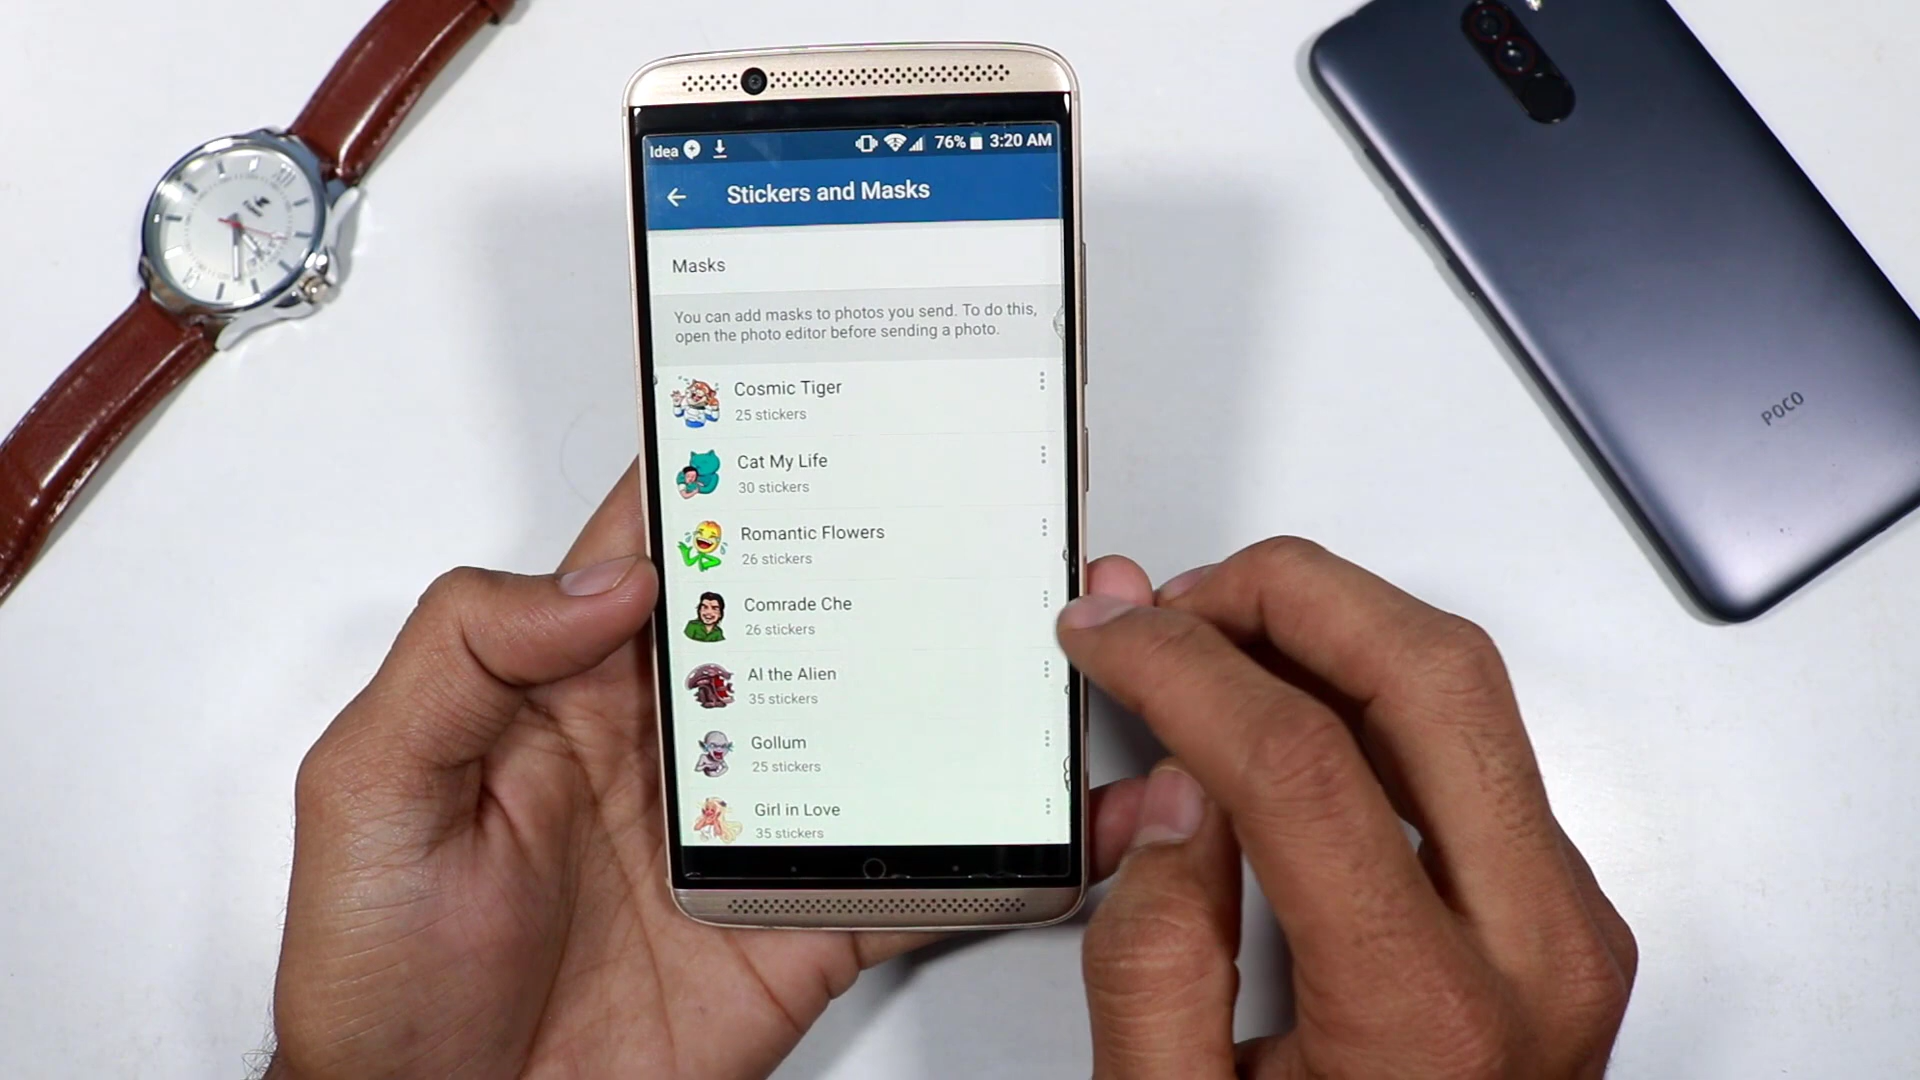 Idea 76% 3:20 AM
Stickers and Masks
Masks
You can add masks to photos you send. To do this,
open the photo editor before sending a photo.
Cosmic Tiger
25 stickers
Cat My Life
30 stickers
Romantic Flowers
26 stickers
Comrade Che
26 stickers
Al the Alien
35 stickers
Gollum
25 stickers
Girl in Love
35 stickers
POCO